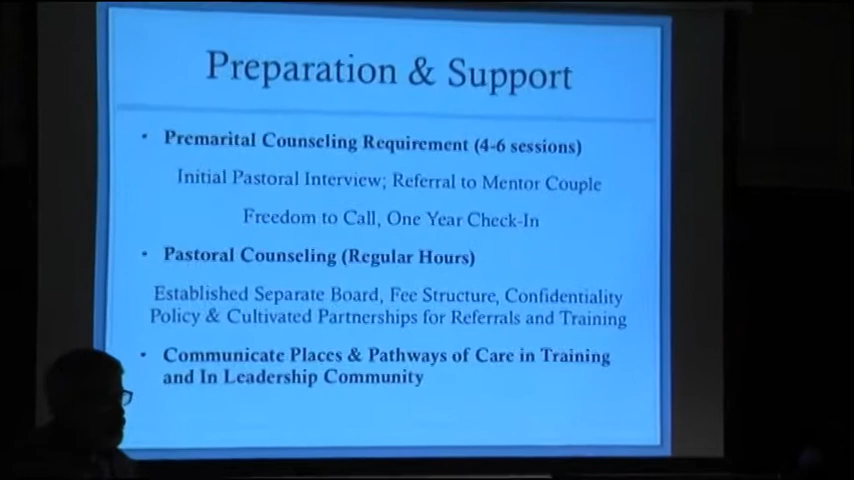 Preparation & Support
• Premarital Counseling Requirement (4-6 sessions)
Initial Pastoral Interview; Referral to Mentor Couple
Freedom to Call, One Year Check-In
• Pastoral Counseling (Regular Hours)
Established Separate Board, Fee Structure, Confidentiality
Policy & Cultivated Partnerships for Referrals and Training
• Communicate Places & Pathways of Care in Training
and In Leadership Community